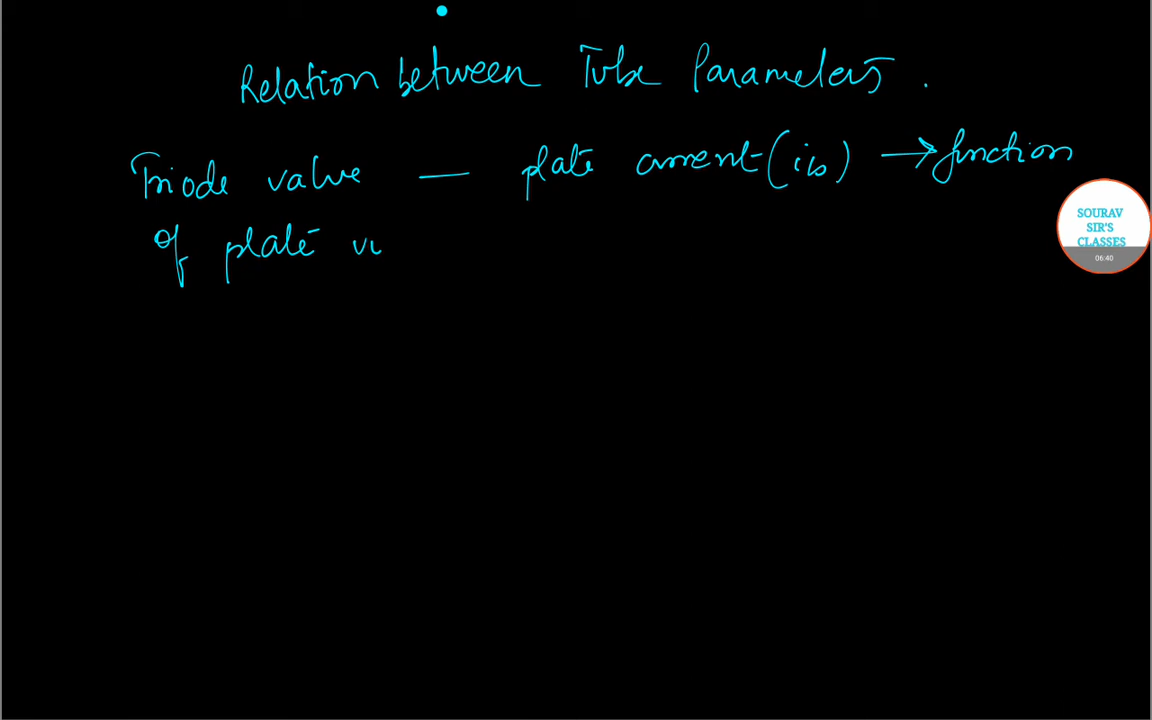 Relation between Tube Parameters.
Triode valve — plate current (ib) → function
of plate v
SOURAV
SIR'S
CLASSES
06:40